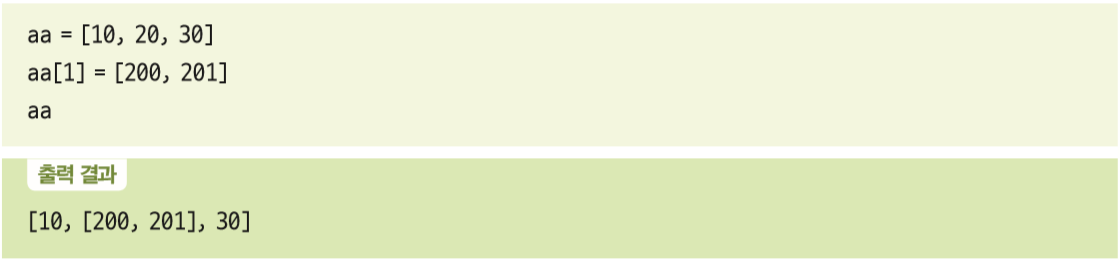 aa = [10, 20, 30]
aa[1] = [200, 201]
aa
출력 결과
[10, [200, 201], 30]